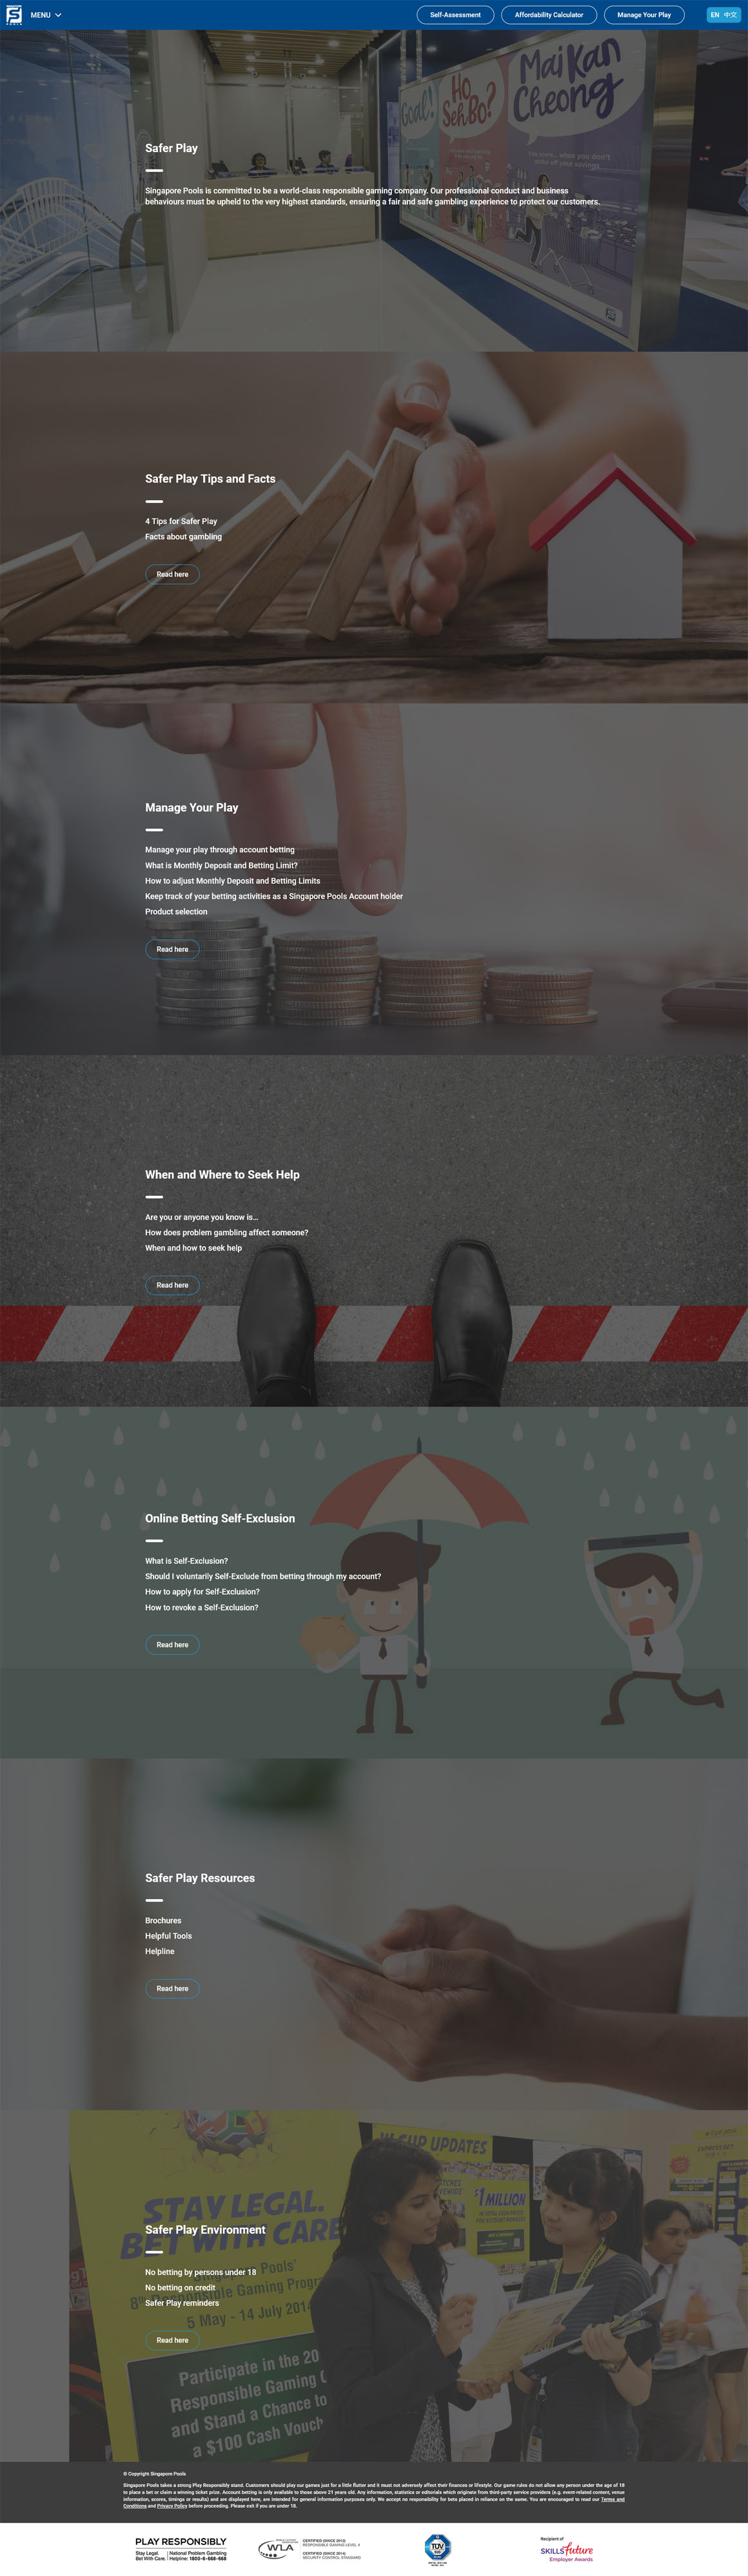 MENU
Self-Assessment
Affordability Calculator
Manage Your Play
EN 中文
Goal!
Ho Seh Bo?
Mai Kan Cheong
Safer Play
Singapore Pools is committed to be a world-class responsible gaming company. Our professional conduct and business
behaviours must be upheld to the very highest standards, ensuring a fair and safe gambling experience to protect our customers.
Safer Play Tips and Facts
4 Tips for Safer Play
Facts about gambling
Read here
Manage Your Play
Manage your play through account betting
What is Monthly Deposit and Betting Limit?
How to adjust Monthly Deposit and Betting Limits
Keep track of your betting activities as a Singapore Pools Account holder
Product selection
Read here
When and Where to Seek Help
Are you or anyone you know is...
How does problem gambling affect someone?
When and how to seek help
Read here
Online Betting Self-Exclusion
What is Self-Exclusion?
Should I voluntarily Self-Exclude from betting through my account?
How to apply for Self-Exclusion?
How to revoke a Self-Exclusion?
Read here
Safer Play Resources
Brochures
Helpful Tools
Helpline
Read here
UPDATES
$1 MILLION
STAY LEGAL.
BET WITH CARE
Safer Play Environment
No betting by persons under 18
No betting on credit
Safer Play reminders
Read here
Pools'
5 May - 14 July 2014
Participate in the 20
Responsible Gaming
and Stand a Chance to
a $100 Cash Vouch
© Copyright Singapore Pools
Singapore Pools takes a strong Play Responsibly stand. Customers should play our games just for a little flutter and it must not adversely affect their finances or lifestyle. Our game rules do not allow any person under the age of 18
to place a bet or claim a winning ticket prize. Account betting is only available to those above 21 years old. Any information, statistics or editorials which originate from third-party service providers (e.g. event-related content, venue
information, scores, timings or results) and are displayed here, are intended for general information purposes only. We accept no responsibility for bets placed in reliance on the same. You are encouraged to read our Terms and
Conditions and Privacy Policy before proceeding. Please exit if you are under 18.
PLAY RESPONSIBLY
Stay Legal. Bet With Care.
National Problem Gambling Helpline: 1800-6-668-668
WLA
CERTIFIED (SINCE 2012)
RESPONSIBLE GAMING LEVEL 4
CERTIFIED (SINCE 2014)
SECURITY CONTROL STANDARD
TÜV
Recipient of
SKILLSfuture
Employer Awards